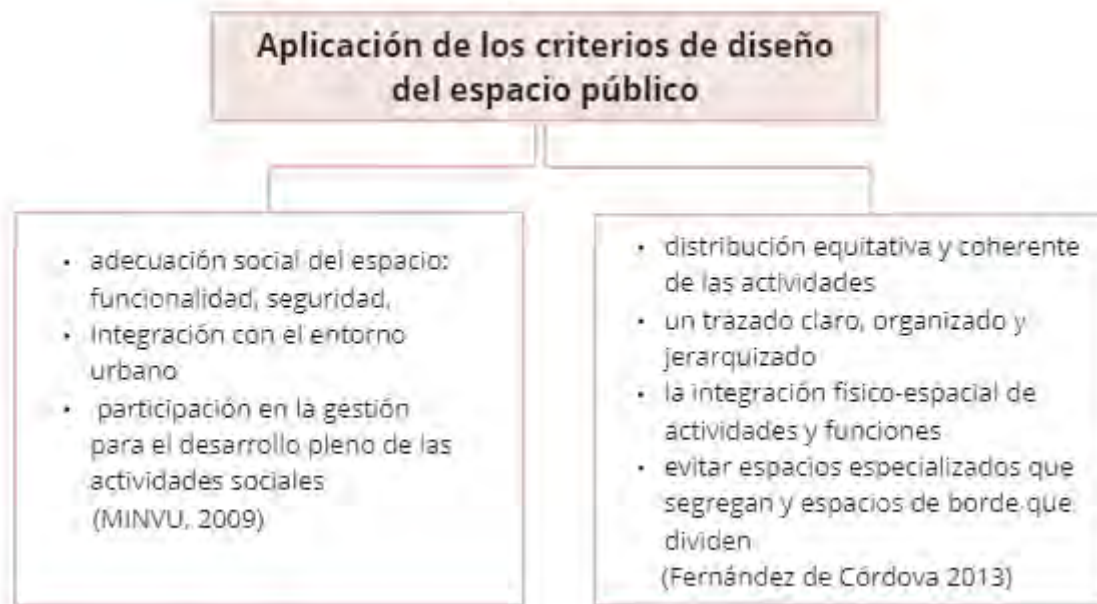 Aplicación de los criterios de diseño
del espacio público
• adecuación social del espacio:
funcionalidad, seguridad,
• Integración con el entorno
urbano
• participación en la gestión
para el desarrollo pleno de las
actividades sociales
(MINVU, 2009)
• distribución equitativa y coherente
de las actividades
• un trazado claro, organizado y
jerarquizado
• la integración físico-espacial de
actividades y funciones
• evitar espacios especializados que
segregan y espacios de borde que
dividen
(Fernández de Córdova 2013)